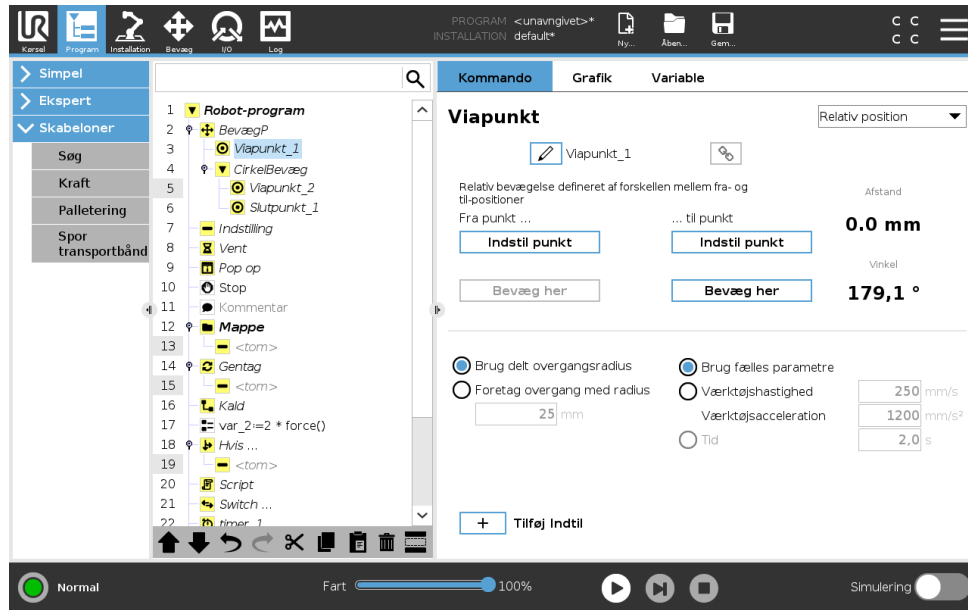 UR
PROGRAM <unavngivet>*
INSTALLATION default*
Kørsel Program Installation Bevæg I/O Log Ny... Åben... Gem...
C C
C C
Simpel
Ekspert
Skabeloner
Søg
Kraft
Palletering
Spor
transportbånd
1 Robot-program
2 BevægP
3 Viapunkt_1
4 CirkelBevæg
5 Viapunkt_2
6 Slutpunkt_1
7 Indstilling
8 Vent
9 Pop op
10 Stop
11 Kommentar
12 Mappe
13 <tom>
14 Gentag
15 <tom>
16 Kald
17 var_2:=2 * force()
18 Hvis ...
19 <tom>
20 Script
21 Switch ...
22 timer_1
Kommando Grafik Variable
Viapunkt
Relativ position
Viapunkt_1
Relativ bevægelse defineret af forskellen mellem fra- og
til-positioner
Fra punkt ... ... til punkt
Indstil punkt Indstil punkt
Bevæg her Bevæg her
Afstand
0.0 mm
Vinkel
179,1 °
Brug delt overgangsradius
Foretag overgang med radius
25 mm
Brug fælles parametre
Værktøjshastighed 250 mm/s
Værktøjsacceleration 1200 mm/s²
Tid 2,0 s
+ Tilføj Indtil
Normal
Fart 100%
Simulering